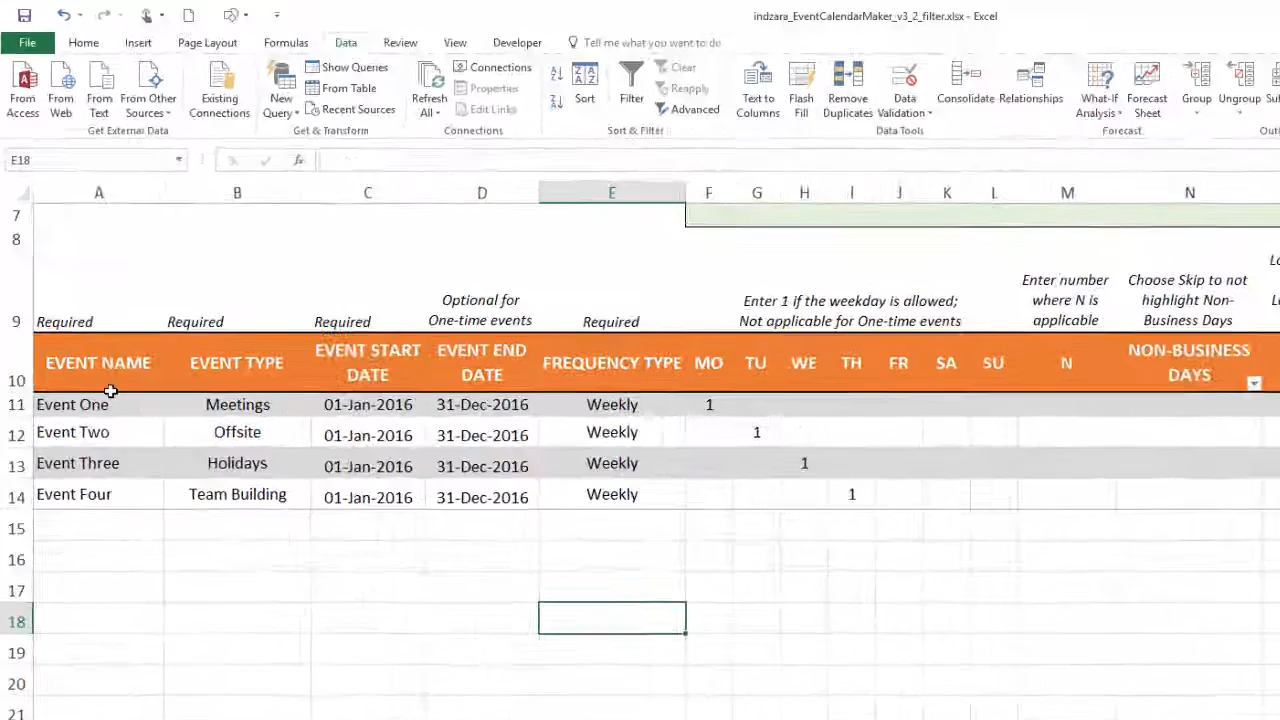 indzara_EventCalendarMaker_v3_2_filter.xlsx - Excel
File Home Insert Page Layout Formulas Data Review View Developer Tell me what you want to do
From Access
From Web
From Text
From Other Sources
Get External Data
Existing Connections
New Query
Show Queries
From Table
Recent Sources
Get & Transform
Refresh All
Connections
Properties
Edit Links
Connections
Sort
Filter
Clear
Reapply
Advanced
Sort & Filter
Text to Columns
Flash Fill
Remove Duplicates
Data Validation
Consolidate
Relationships
Data Tools
What-If Analysis
Forecast Sheet
Forecast
Group
Ungroup
E18
fx
A B C D E F G H I J K L M N
7
8
9 Required Required Required Optional for One-time events Required Enter 1 if the weekday is allowed; Not applicable for One-time events Enter number where N is applicable Choose Skip to not highlight Non-Business Days
10 EVENT NAME EVENT TYPE EVENT START DATE EVENT END DATE FREQUENCY TYPE MO TU WE TH FR SA SU N NON-BUSINESS DAYS
11 Event One Meetings 01-Jan-2016 31-Dec-2016 Weekly 1
12 Event Two Offsite 01-Jan-2016 31-Dec-2016 Weekly 1
13 Event Three Holidays 01-Jan-2016 31-Dec-2016 Weekly 1
14 Event Four Team Building 01-Jan-2016 31-Dec-2016 Weekly 1
15
16
17
18
19
20
21